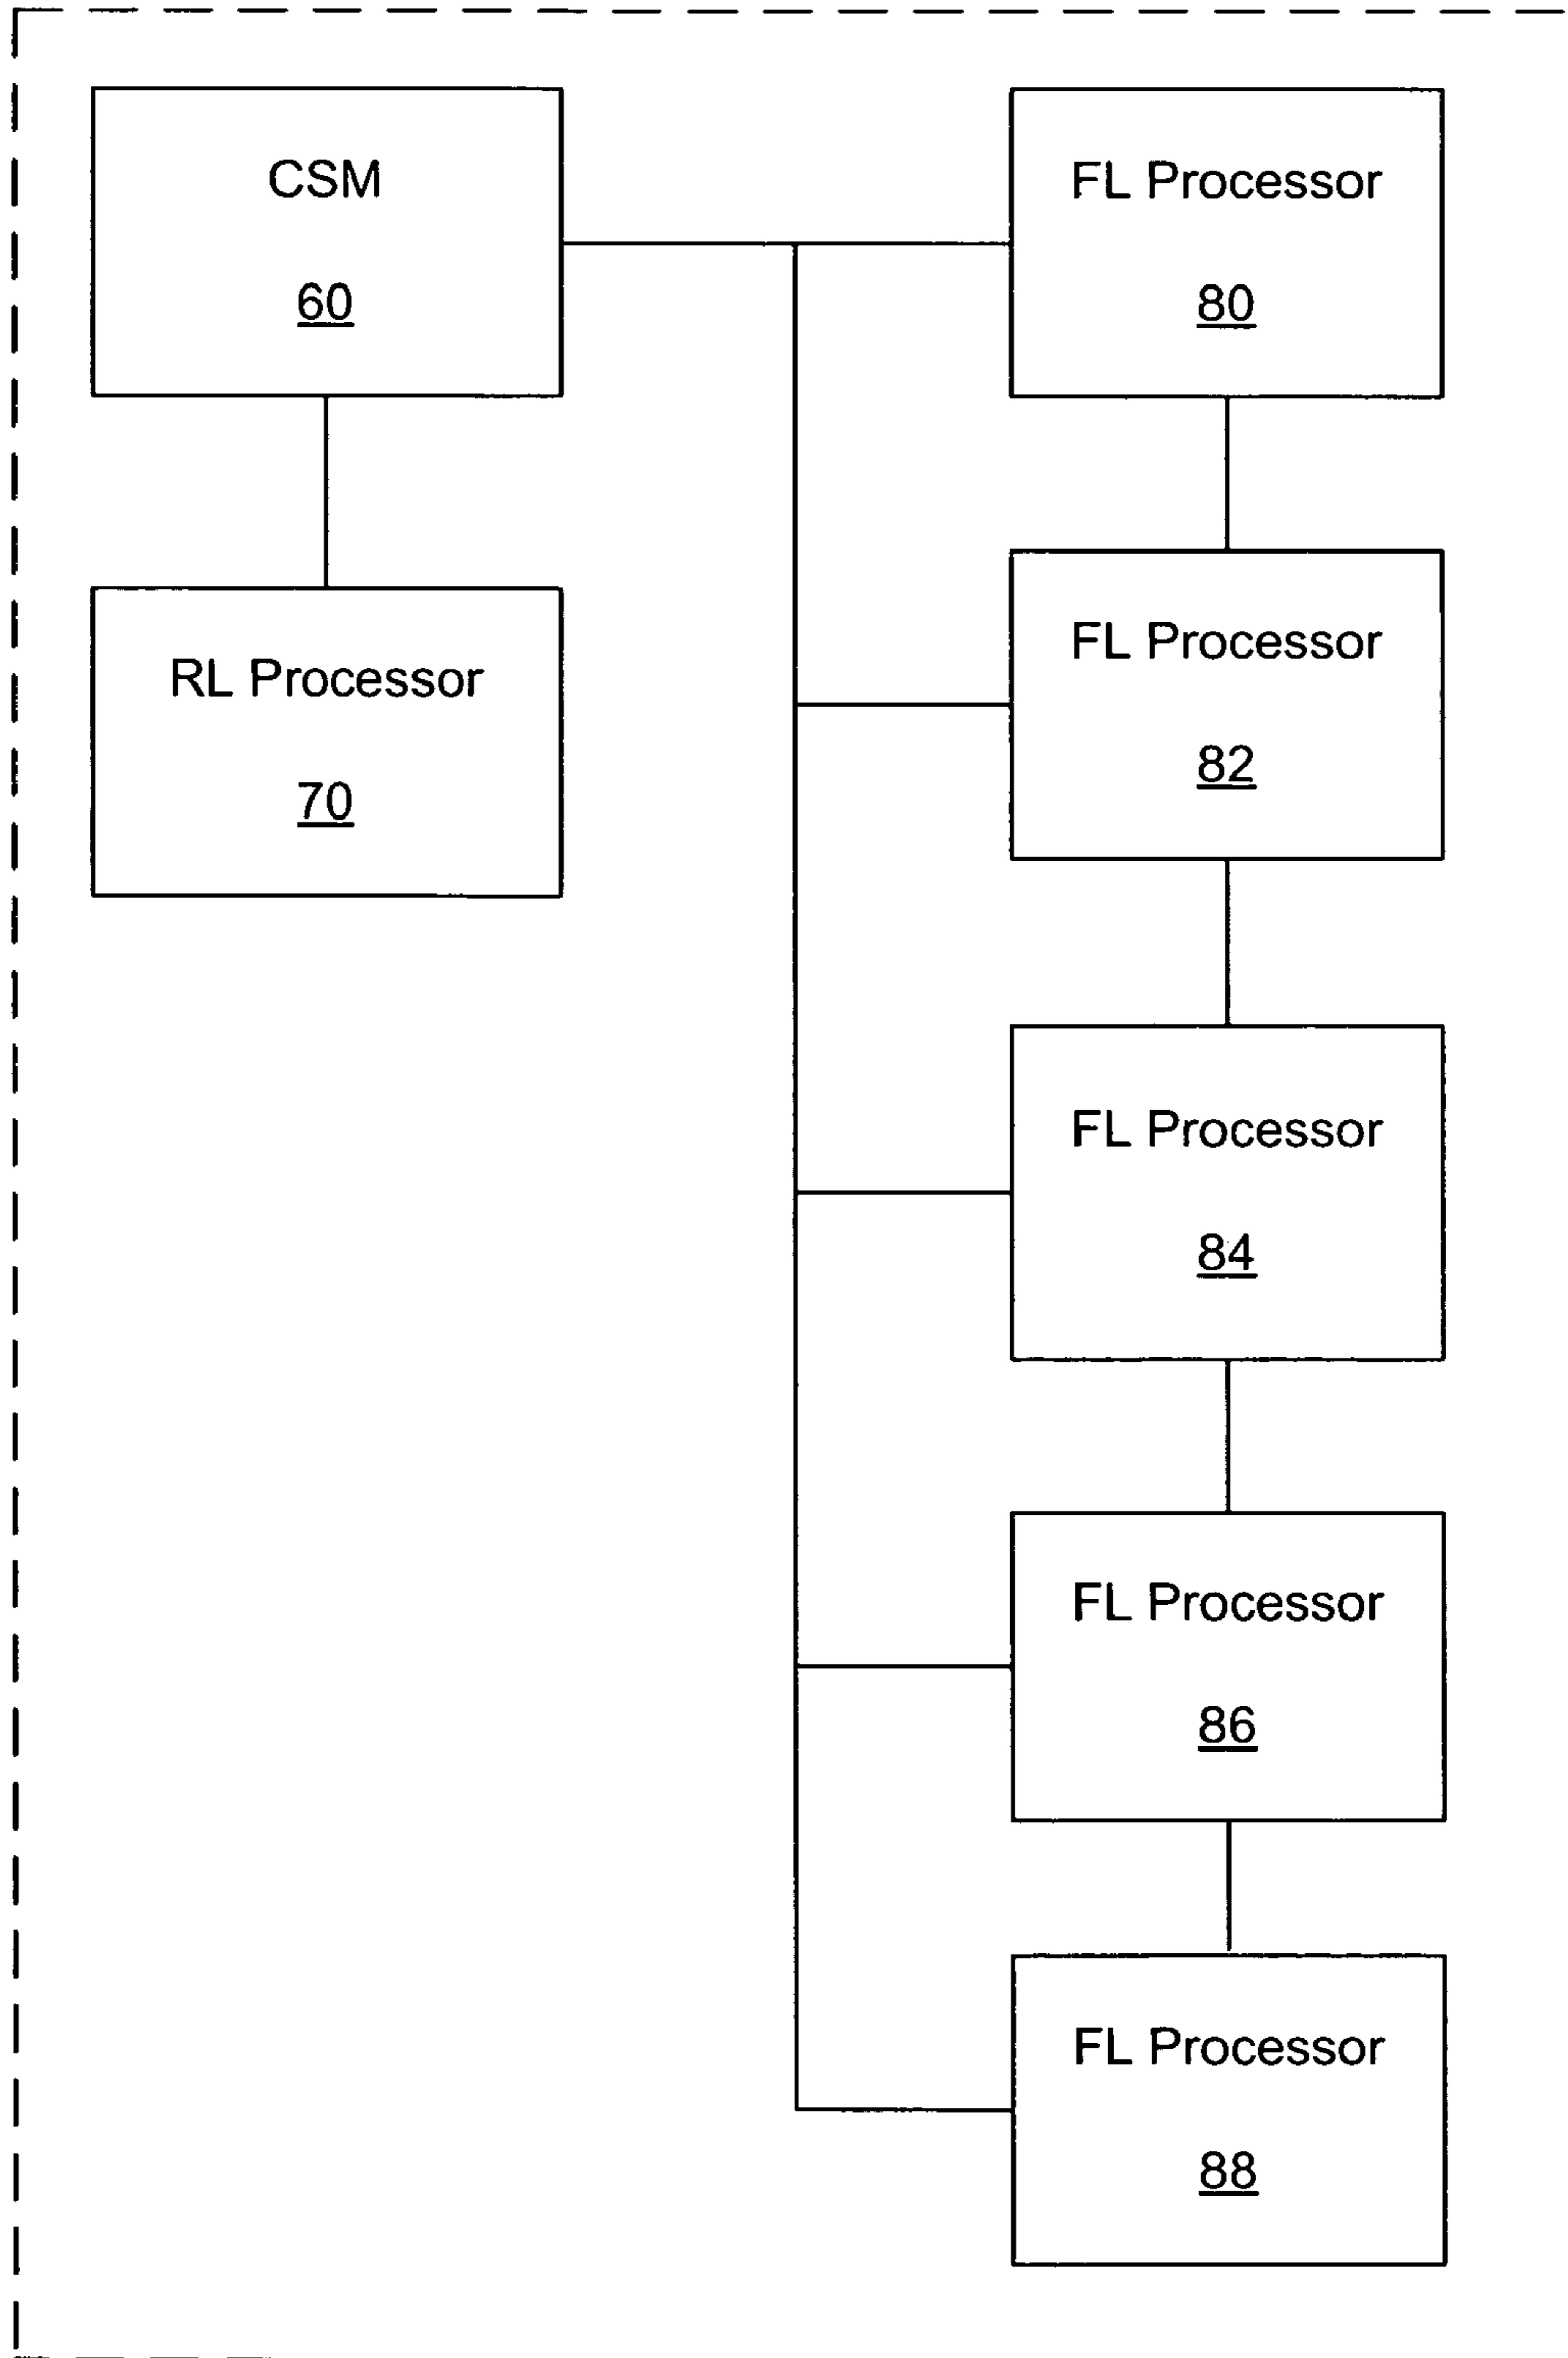 CSM
60
RL Processor
70
FL Processor
80
FL Processor
82
FL Processor
84
FL Processor
86
FL Processor
88